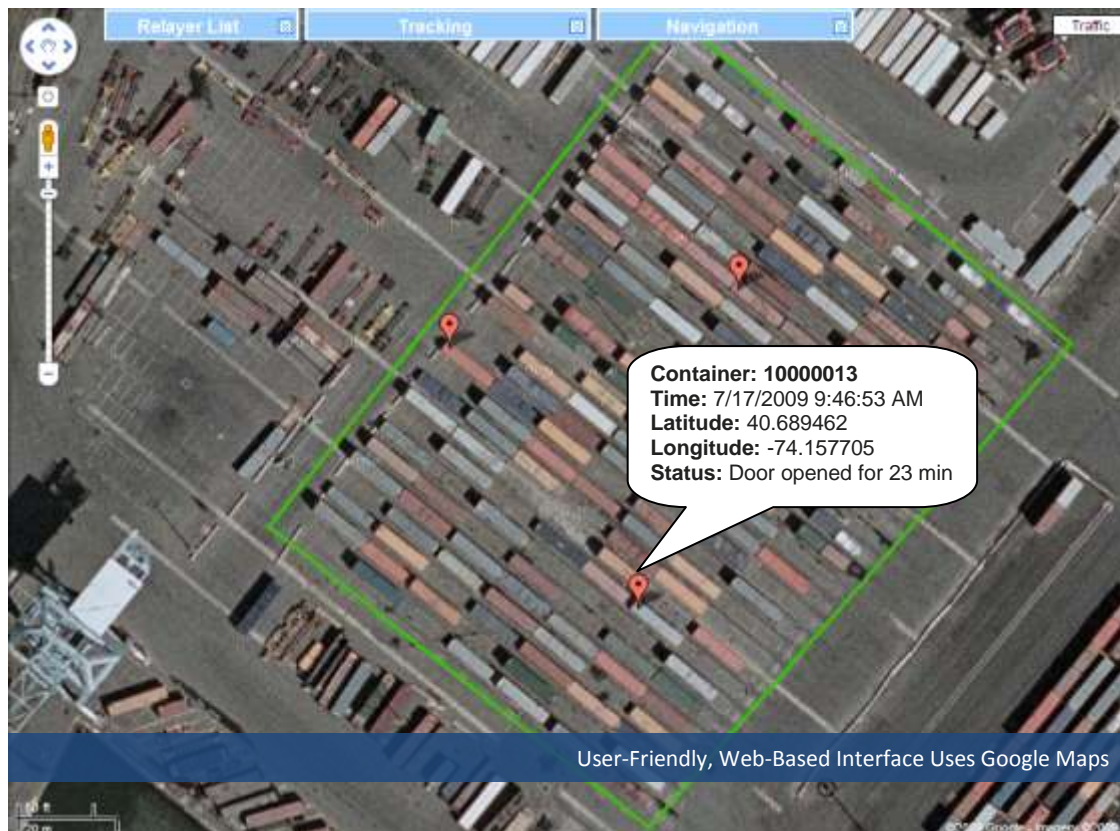 Relayer List
Tracking
Navigation
Traffic
Container: 10000013
Time: 7/17/2009 9:46:53 AM
Latitude: 40.689462
Longitude: -74.157705
Status: Door opened for 23 min
User-Friendly, Web-Based Interface Uses Google Maps
20 m